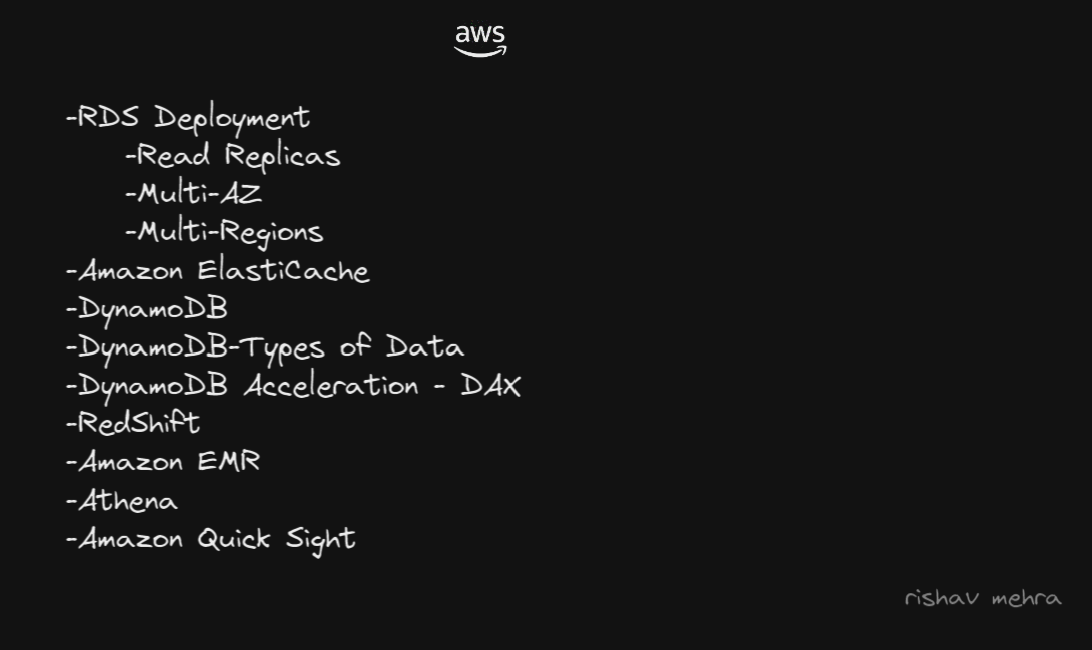 aws
-RDS Deployment
-Read Replicas
-Multi-AZ
-Multi-Regions
-Amazon ElastiCache
-DynamoDB
-DynamoDB-Types of Data
-DynamoDB Acceleration - DAX
-RedShift
-Amazon EMR
-Athena
-Amazon Quick Sight
rishav mehra